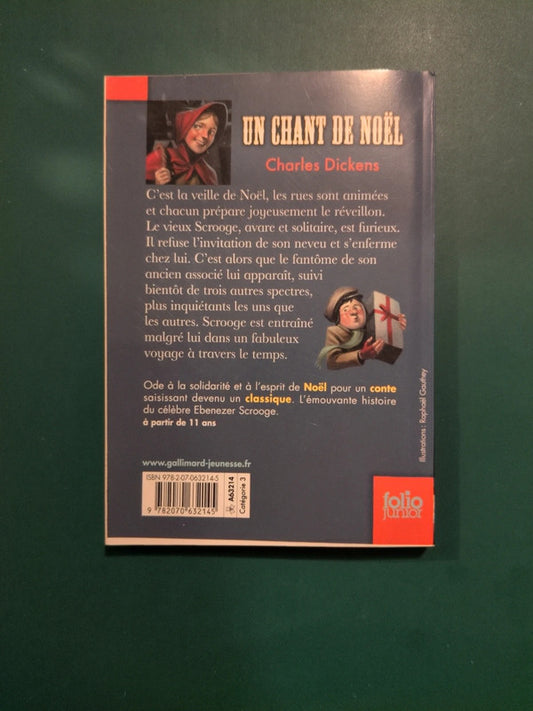 UN CHANT DE NOËL
Charles Dickens
C'est la veille de Noël, les rues sont animées
et chacun prépare joyeusement le réveillon.
Le vieux Scrooge, avare et solitaire, est furieux.
Il refuse l'invitation de son neveu et s'enferme
chez lui. C'est alors que le fantôme de son
ancien associé lui apparaît, suivi
bientôt de trois autres spectres,
plus inquiétants les uns que
les autres. Scrooge est entraîné
malgré lui dans un fabuleux
voyage à travers le temps.
Ode à la solidarité et à l'esprit de Noël pour un conte
saisissant devenu un classique. L'émouvante histoire
du célèbre Ebenezer Scrooge.
à partir de 11 ans
Illustrations : Raphaël Gauthey
www.gallimard-jeunesse.fr
ISBN 978-2-07-063214-5
9 782070 632145
A63214
Catégorie 3
folio
junior